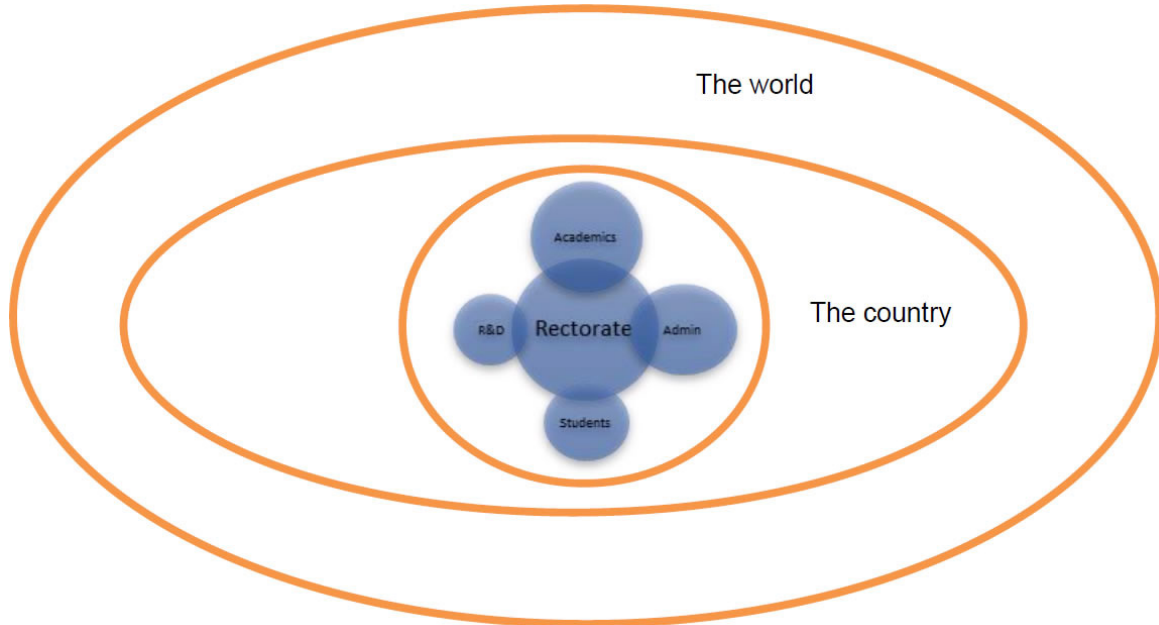 The world
Academics
The country
R&D
Rectorate
Admin
Students